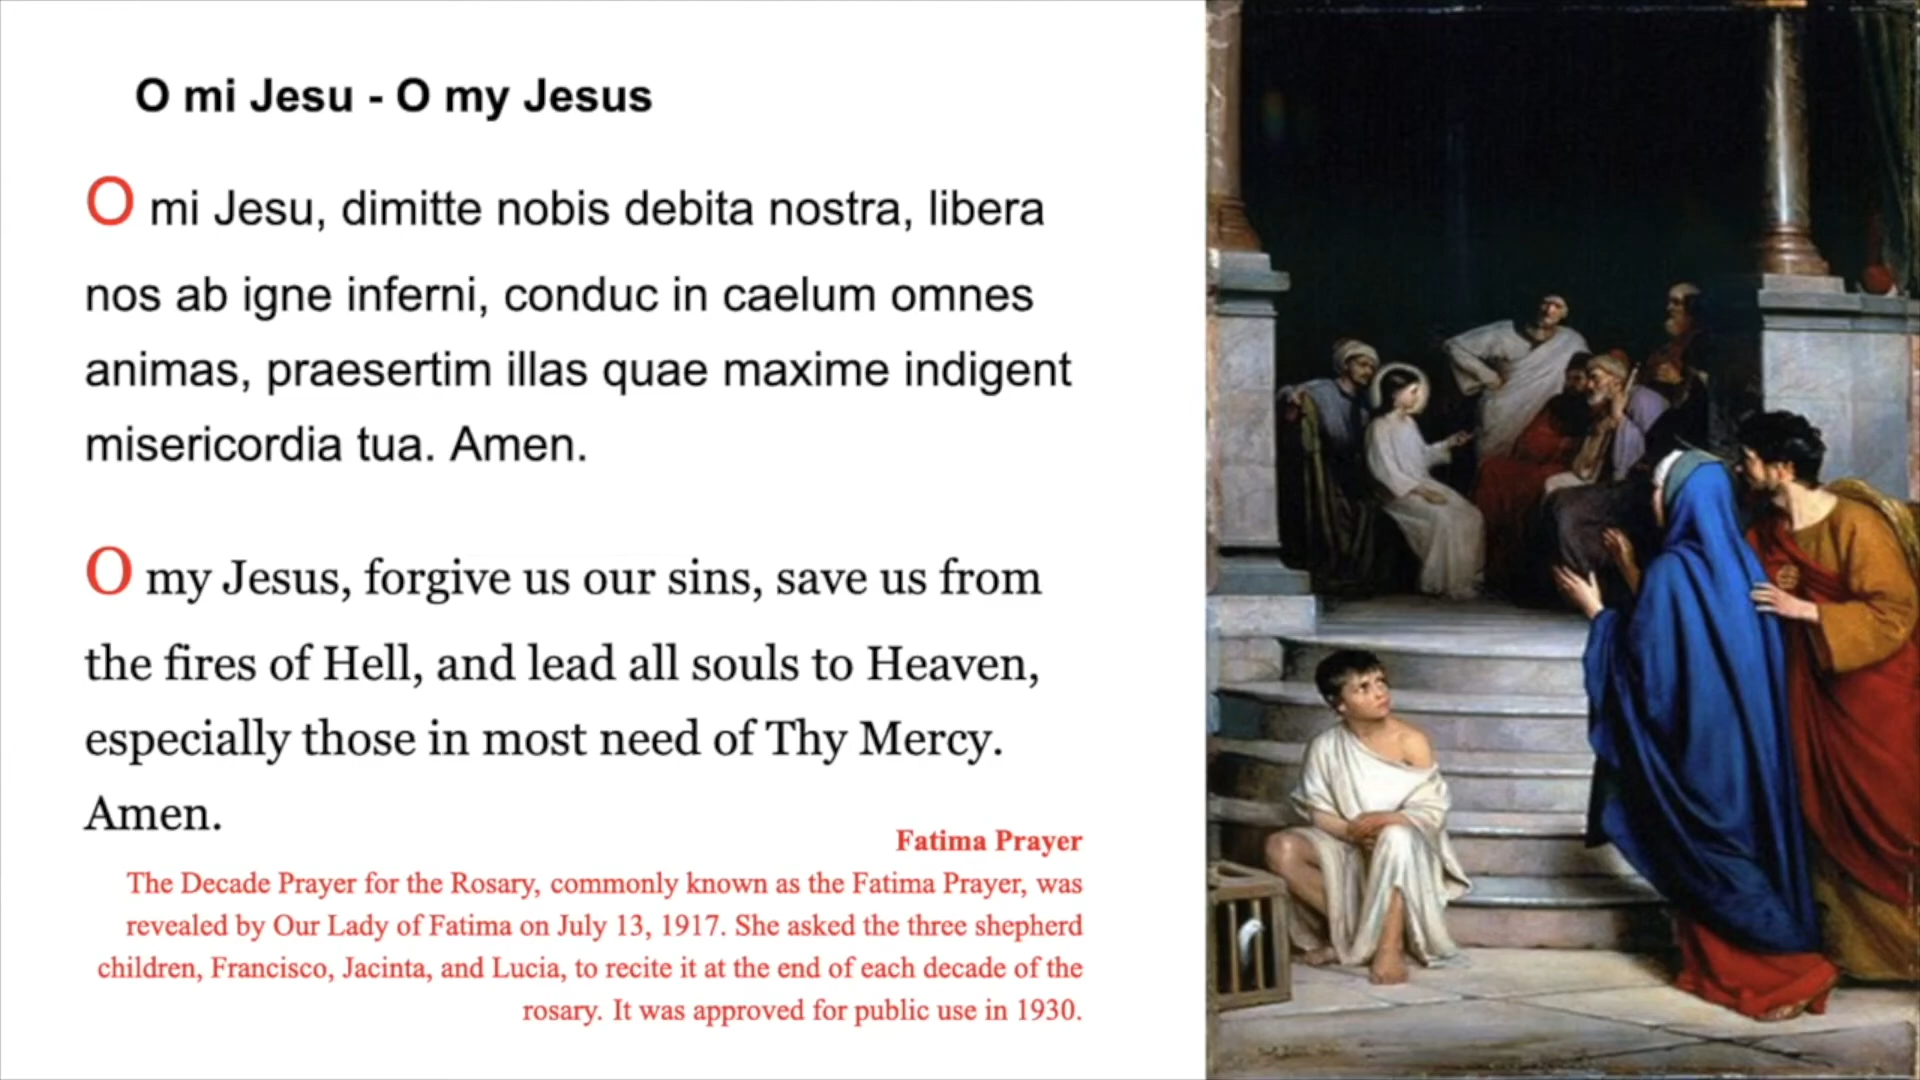 O mi Jesu - O my Jesus
O mi Jesu, dimitte nobis debita nostra, libera
nos ab igne inferni, conduc in caelum omnes
animas, praesertim illas quae maxime indigent
misericordia tua. Amen.
O my Jesus, forgive us our sins, save us from
the fires of Hell, and lead all souls to Heaven,
especially those in most need of Thy Mercy.
Amen.
Fatima Prayer
The Decade Prayer for the Rosary, commonly known as the Fatima Prayer, was
revealed by Our Lady of Fatima on July 13, 1917. She asked the three shepherd
children, Francisco, Jacinta, and Lucia, to recite it at the end of each decade of the
rosary. It was approved for public use in 1930.